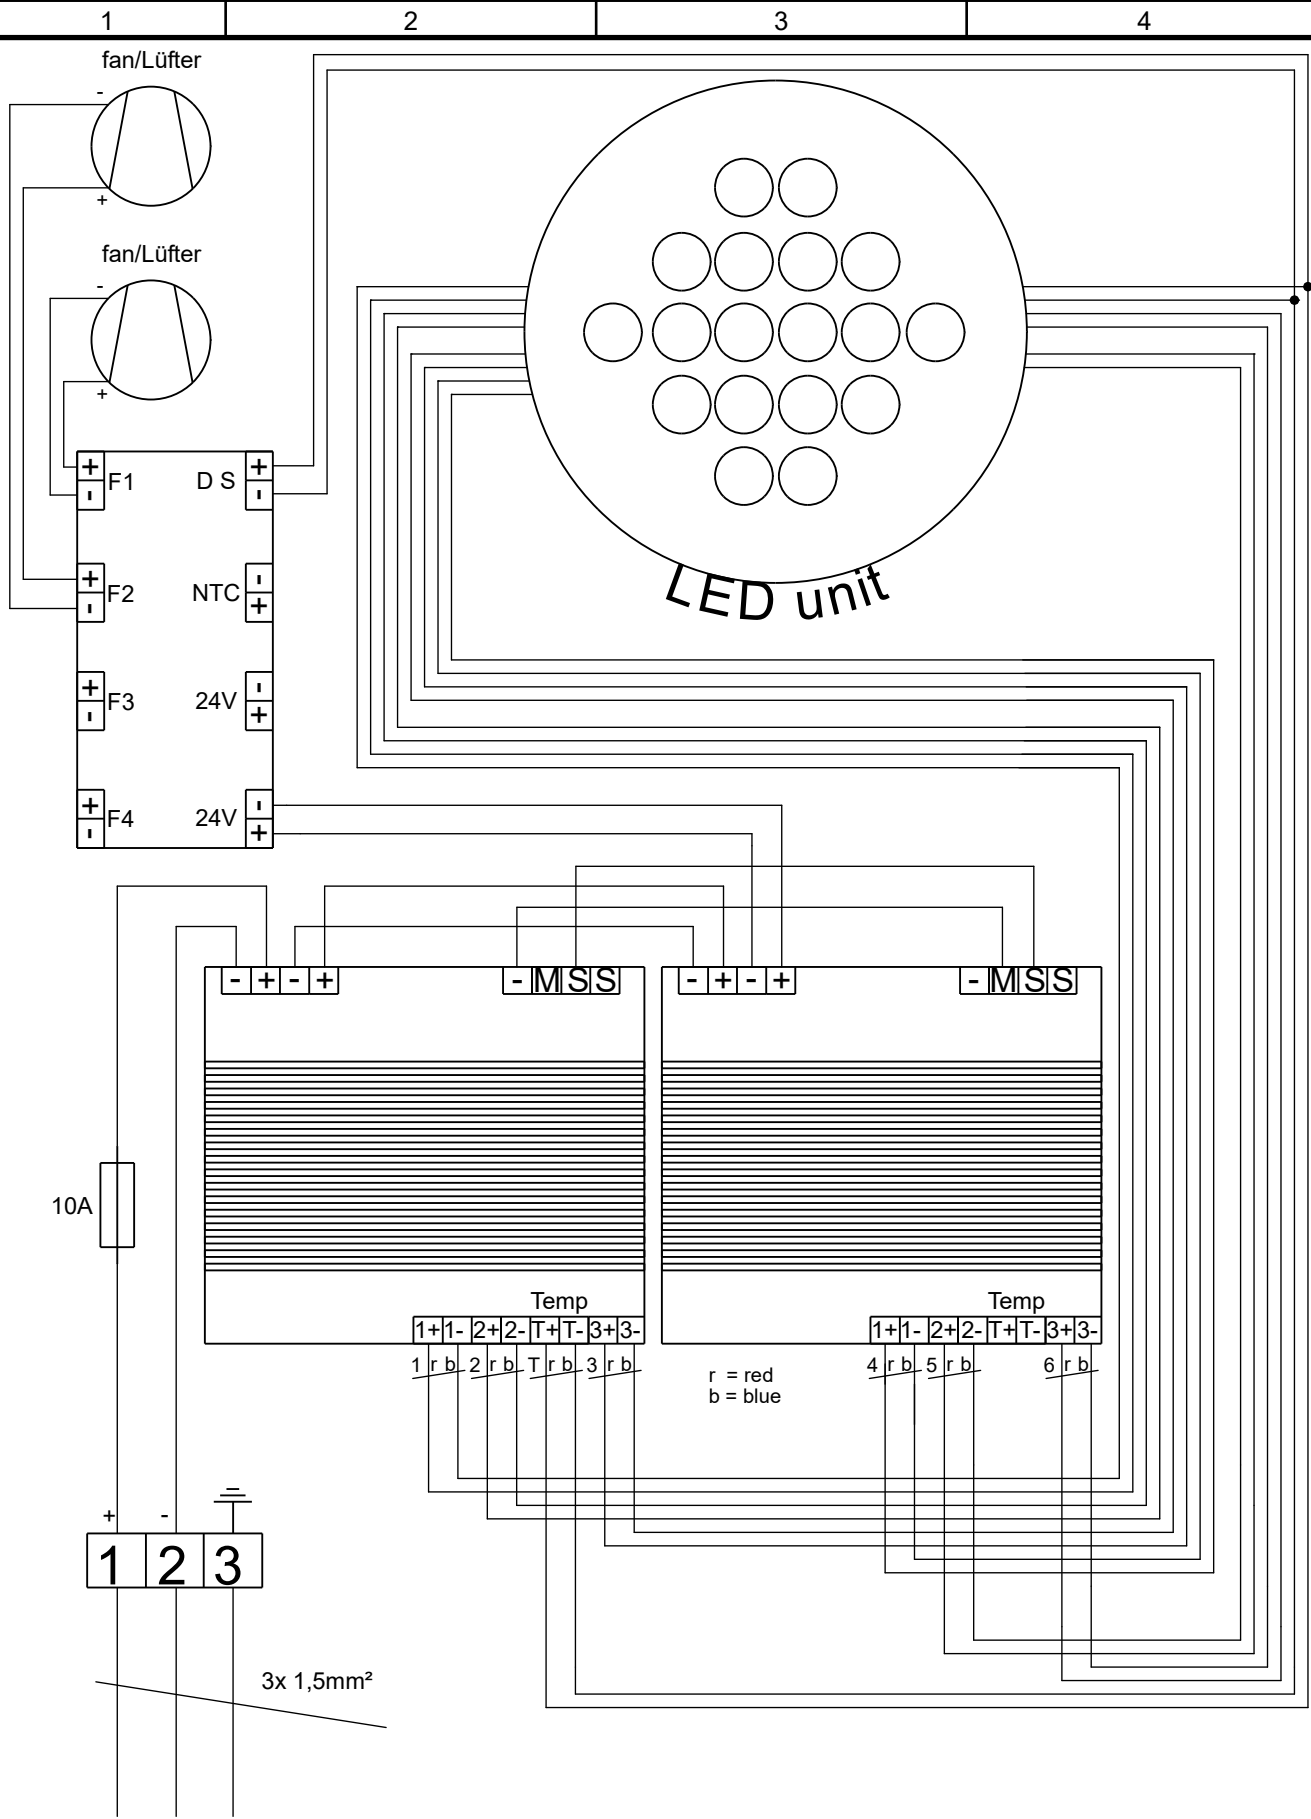 1 2 3 4
fan/Lüfter
-
+
fan/Lüfter
-
+
+ F1 D S +
- -
+ F2 NTC -
- +
+ F3 24V -
- +
+ F4 24V -
- +
LED unit
- + - + - M S S - + - + - M S S
10A
Temp Temp
1+ 1- 2+ 2- T+ T- 3+ 3- 1+ 1- 2+ 2- T+ T- 3+ 3-
1 r b 2 r b T r b 3 r b 4 r b 5 r b 6 r b
r = red
b = blue
+ -
1 2 3
3x 1,5mm²